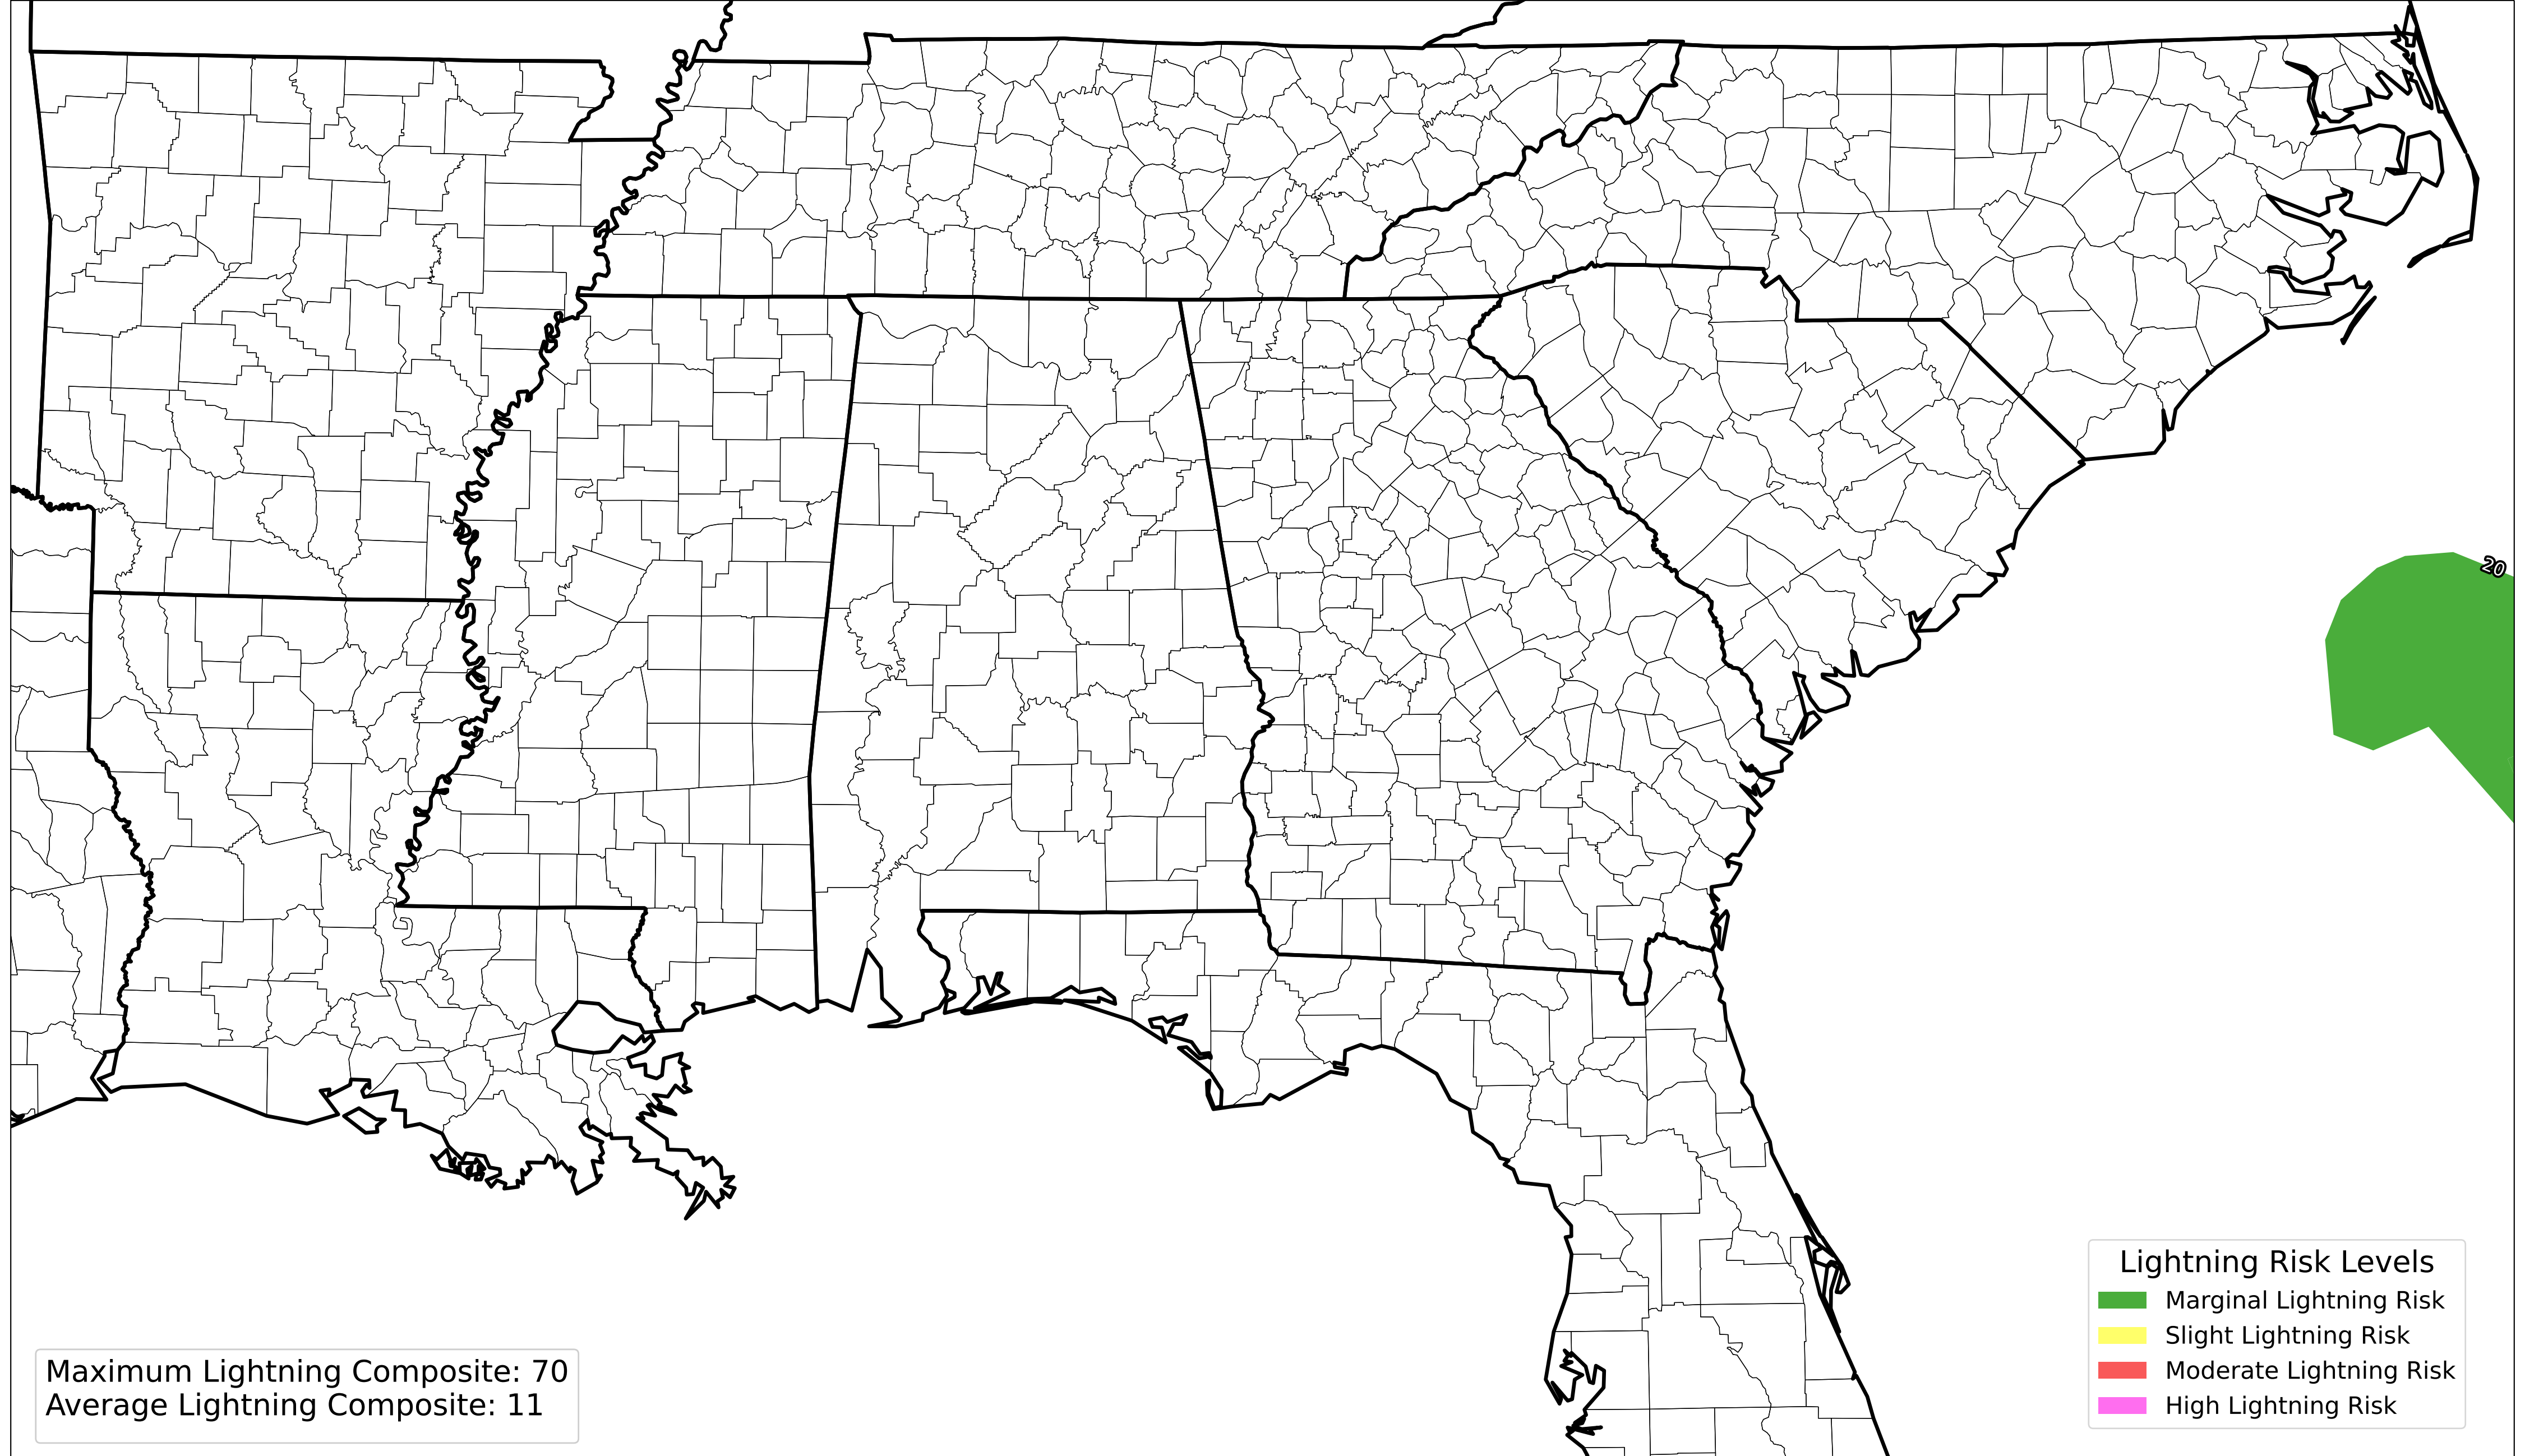 20
Lightning Risk Levels
Marginal Lightning Risk
Slight Lightning Risk
Moderate Lightning Risk
High Lightning Risk
Maximum Lightning Composite: 70
Average Lightning Composite: 11